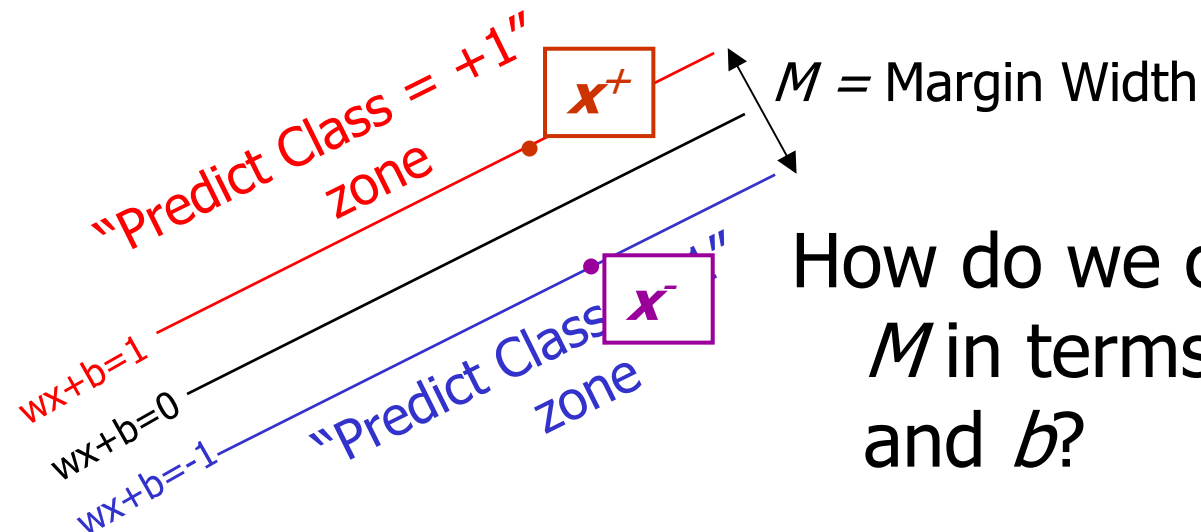 “Predict Class = +1”
zone
x+
M = Margin Width
How do we
M in terms
and b?
x-
“Predict Class
zone
wx+b=1
wx+b=0
wx+b=-1